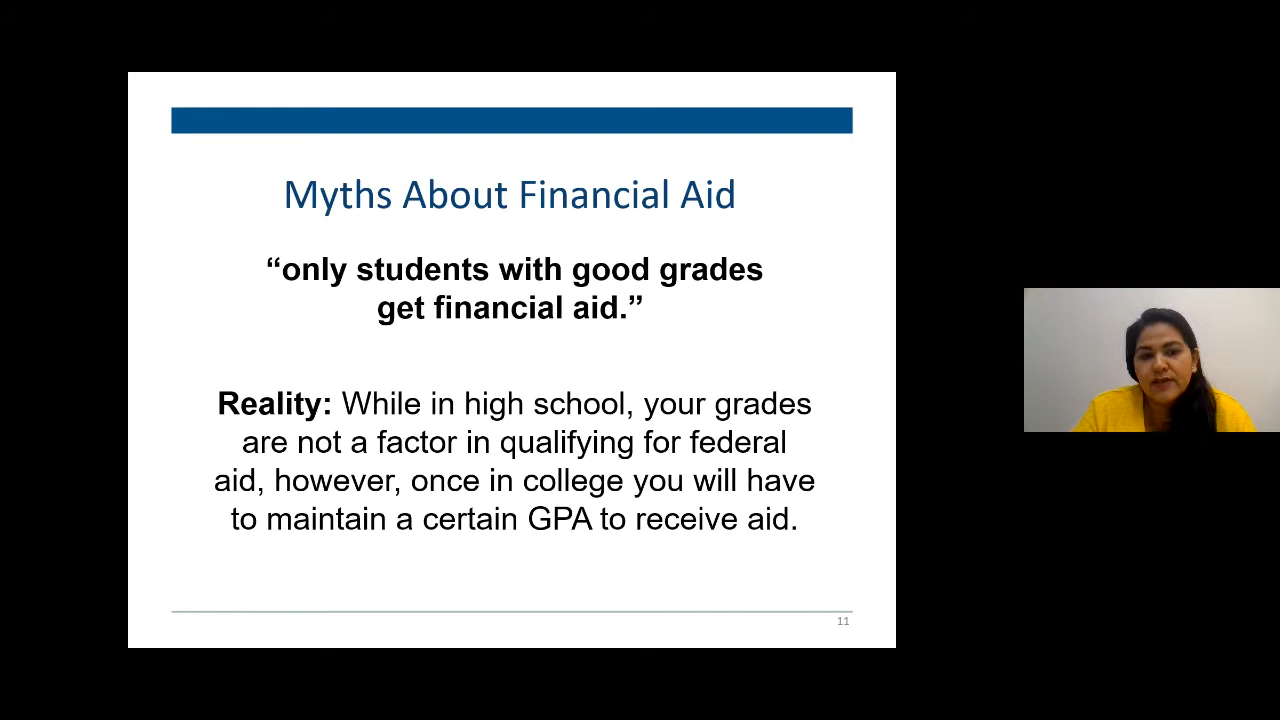 Myths About Financial Aid
“only students with good grades
get financial aid.”
Reality: While in high school, your grades
are not a factor in qualifying for federal
aid, however, once in college you will have
to maintain a certain GPA to receive aid.
11